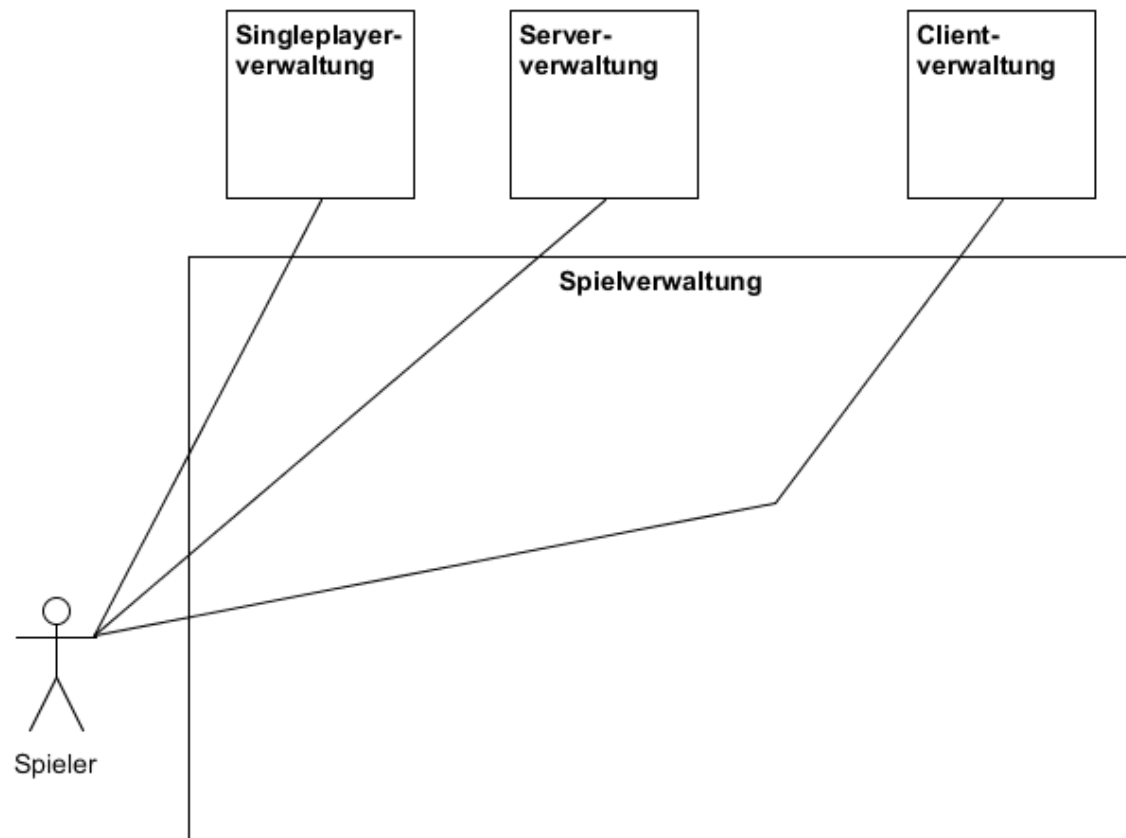 Singleplayer-
verwaltung
Server-
verwaltung
Client-
verwaltung
Spielverwaltung
Spieler